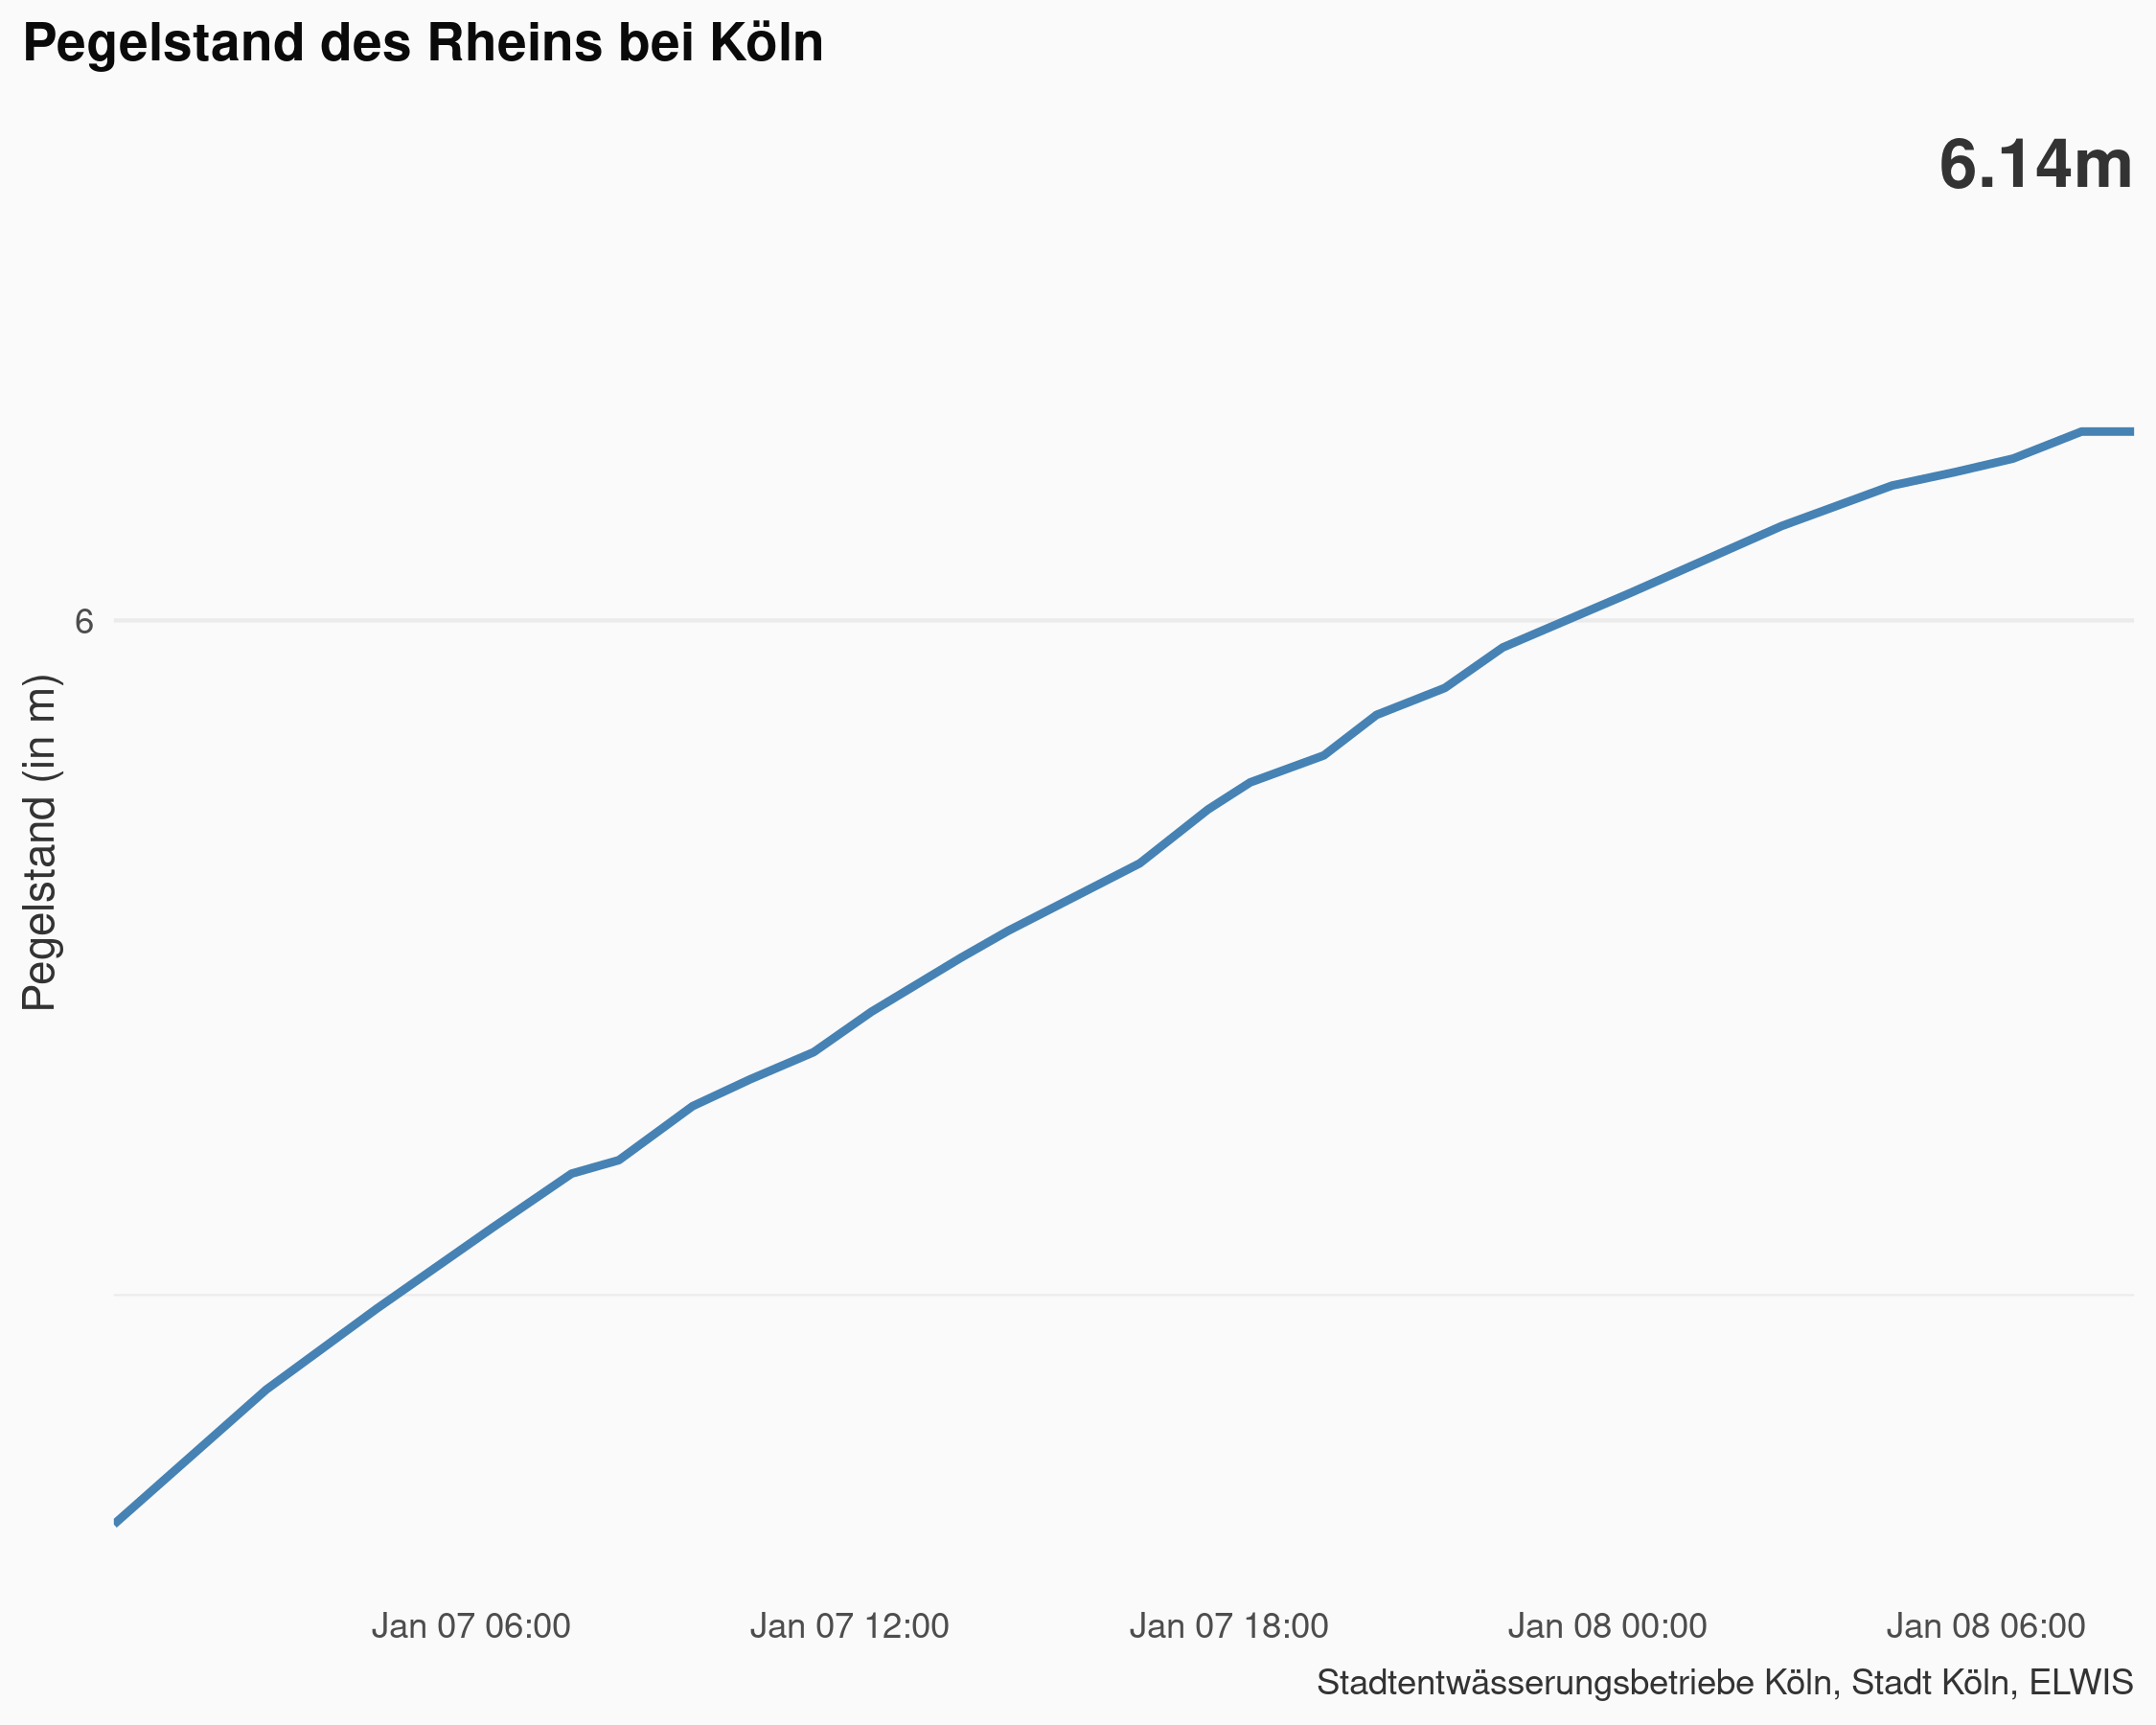 Pegelstand des Rheins bei Köln
6.14m
6
Pegelstand (in m)
Jan 07 06:00
Jan 07 12:00
Jan 07 18:00
Jan 08 00:00
Jan 08 06:00
Stadtentwässerungsbetriebe Köln, Stadt Köln, ELWIS